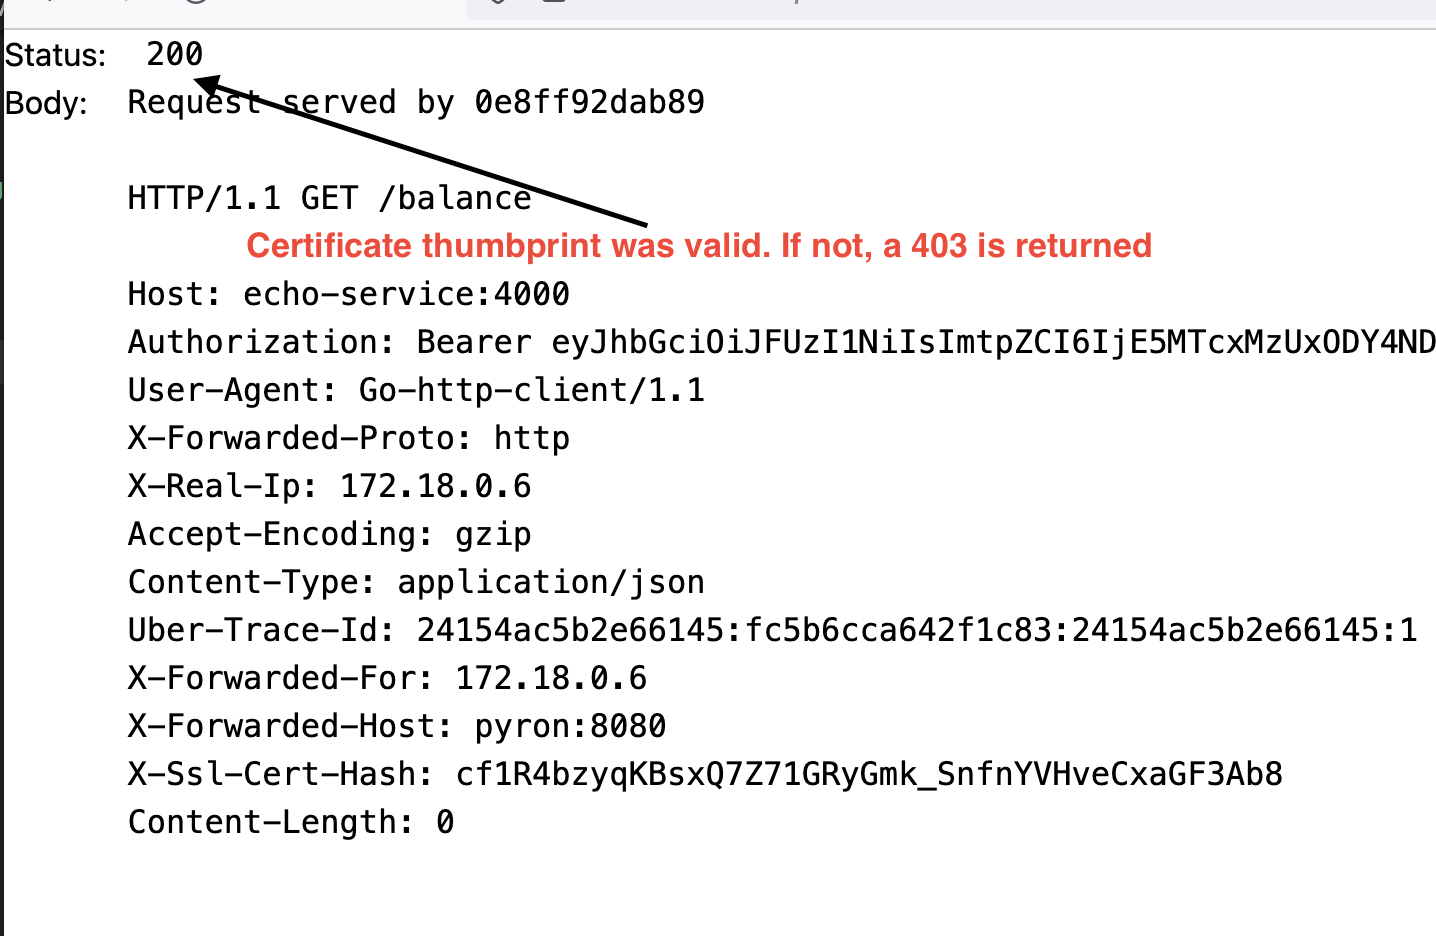 Status: 200
Body: Request served by 0e8ff92dab89
HTTP/1.1 GET /balance
Certificate thumbprint was valid. If not, a 403 is returned
Host: echo-service:4000
Authorization: Bearer eyJhbGciOiJFUzI1NiIsImtpZCI6IjE5MTcxMzUxODY4ND
User-Agent: Go-http-client/1.1
X-Forwarded-Proto: http
X-Real-Ip: 172.18.0.6
Accept-Encoding: gzip
Content-Type: application/json
Uber-Trace-Id: 24154ac5b2e66145:fc5b6cca642f1c83:24154ac5b2e66145:1
X-Forwarded-For: 172.18.0.6
X-Forwarded-Host: pyron:8080
X-Ssl-Cert-Hash: cf1R4bzyqKBsxQ7Z71GRyGmk_SnfnYVHveCxaGF3Ab8
Content-Length: 0